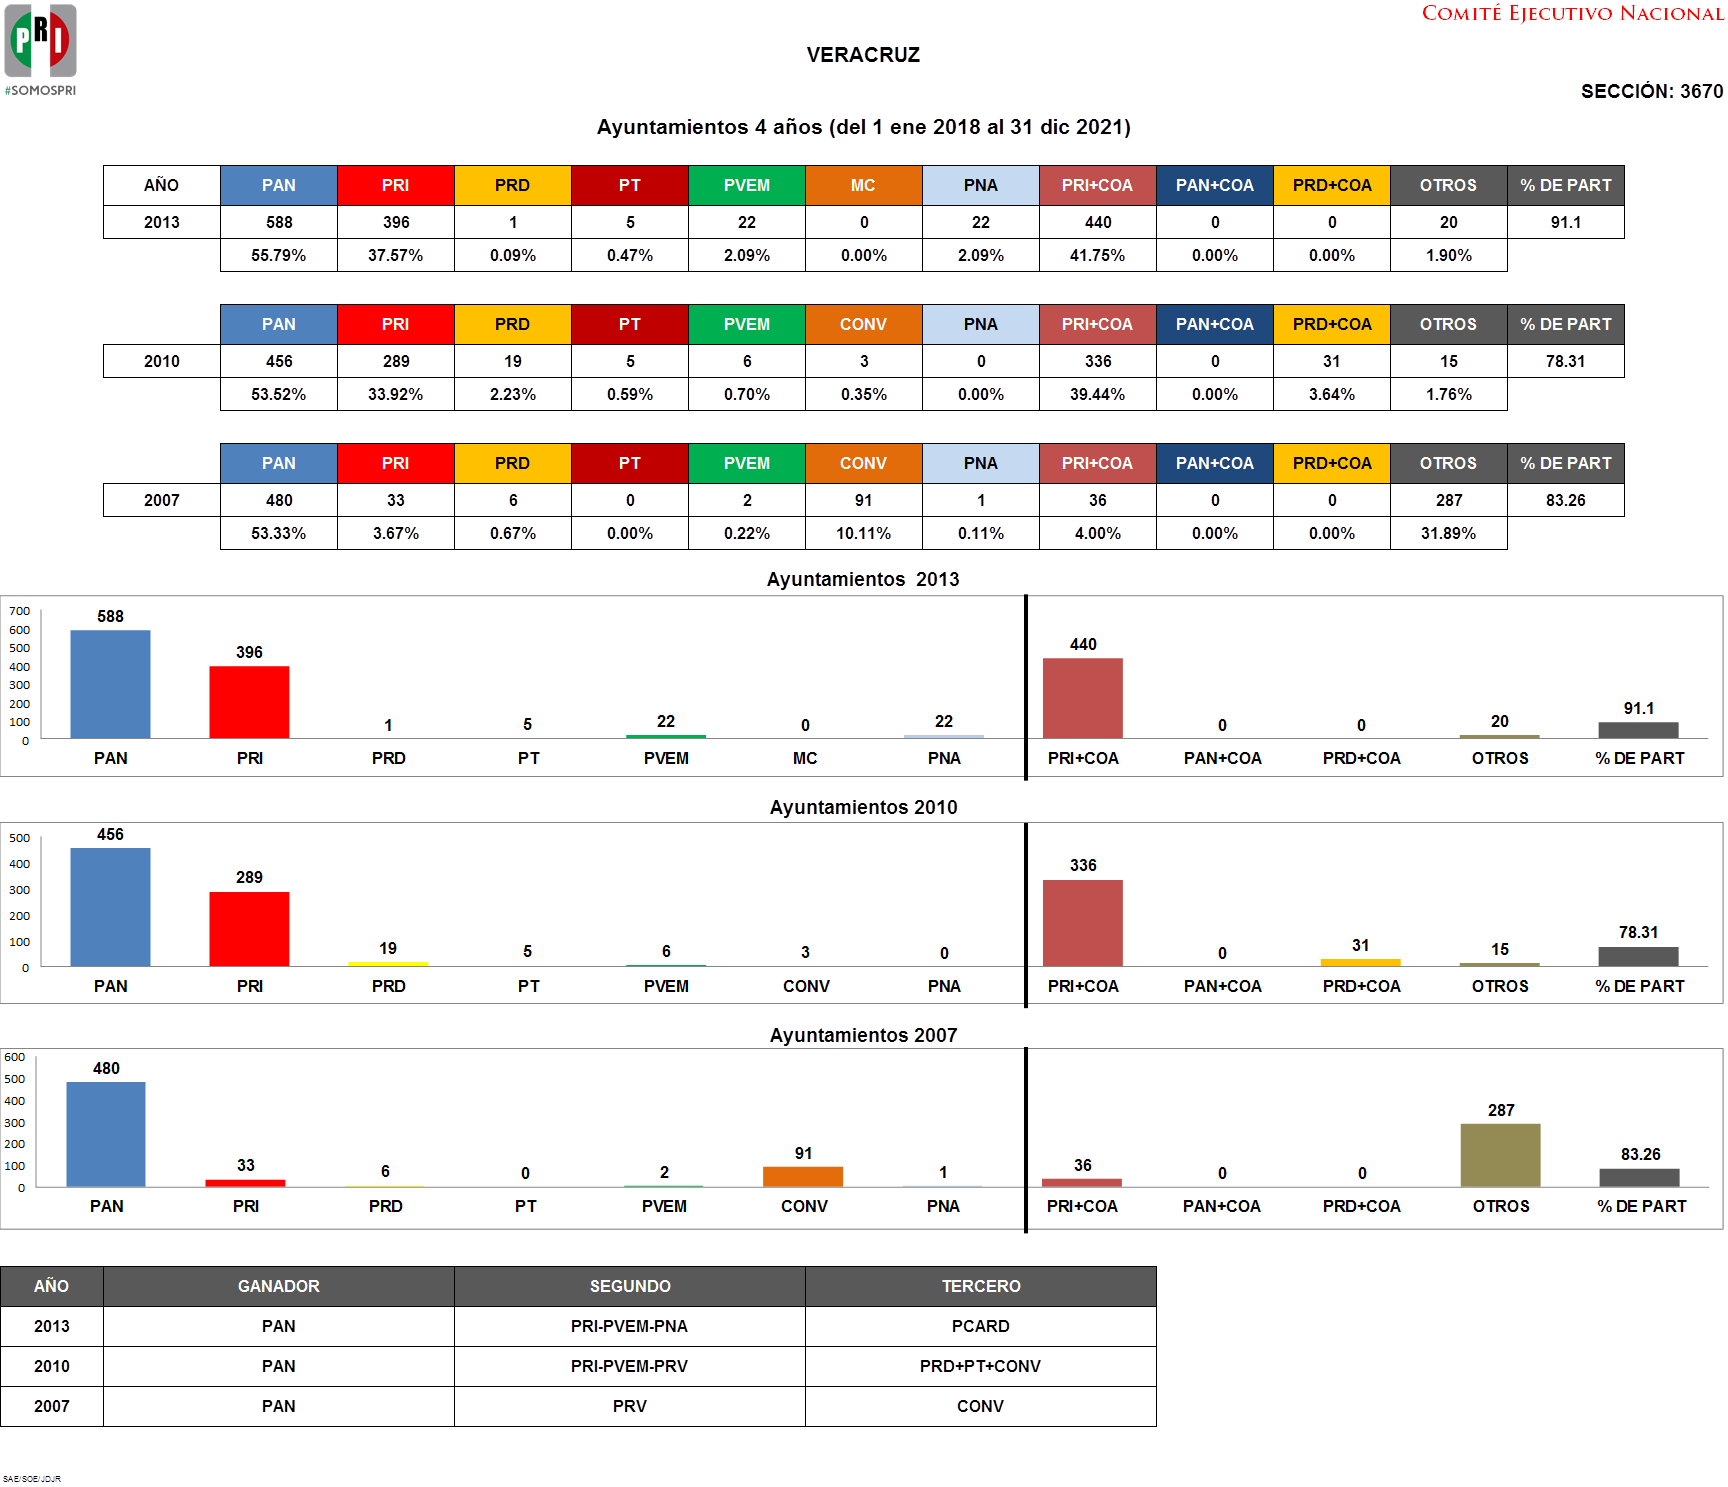 PRI
#SOMOSPRI
COMITÉ EJECUTIVO NACIONAL
VERACRUZ
SECCIÓN: 3670
Ayuntamientos 4 años (del 1 ene 2018 al 31 dic 2021)
AÑO PAN PRI PRD PT PVEM MC PNA PRI+COA PAN+COA PRD+COA OTROS % DE PART
2013 588 396 1 5 22 0 22 440 0 0 20 91.1
55.79% 37.57% 0.09% 0.47% 2.09% 0.00% 2.09% 41.75% 0.00% 0.00% 1.90%
PAN PRI PRD PT PVEM CONV PNA PRI+COA PAN+COA PRD+COA OTROS % DE PART
2010 456 289 19 5 6 3 0 336 0 31 15 78.31
53.52% 33.92% 2.23% 0.59% 0.70% 0.35% 0.00% 39.44% 0.00% 3.64% 1.76%
PAN PRI PRD PT PVEM CONV PNA PRI+COA PAN+COA PRD+COA OTROS % DE PART
2007 480 33 6 0 2 91 1 36 0 0 287 83.26
53.33% 3.67% 0.67% 0.00% 0.22% 10.11% 0.11% 4.00% 0.00% 0.00% 31.89%
Ayuntamientos 2013
700
600
500
400
300
200
100
0
588 396 1 5 22 0 22 440 0 0 20 91.1
PAN PRI PRD PT PVEM MC PNA PRI+COA PAN+COA PRD+COA OTROS % DE PART
Ayuntamientos 2010
500
400
300
200
100
0
456 289 19 5 6 3 0 336 0 31 15 78.31
PAN PRI PRD PT PVEM CONV PNA PRI+COA PAN+COA PRD+COA OTROS % DE PART
Ayuntamientos 2007
600
500
400
300
200
100
0
480 33 6 0 2 91 1 36 0 0 287 83.26
PAN PRI PRD PT PVEM CONV PNA PRI+COA PAN+COA PRD+COA OTROS % DE PART
AÑO GANADOR SEGUNDO TERCERO
2013 PAN PRI-PVEM-PNA PCARD
2010 PAN PRI-PVEM-PRV PRD+PT+CONV
2007 PAN PRV CONV
SAE/SOE/JDJR